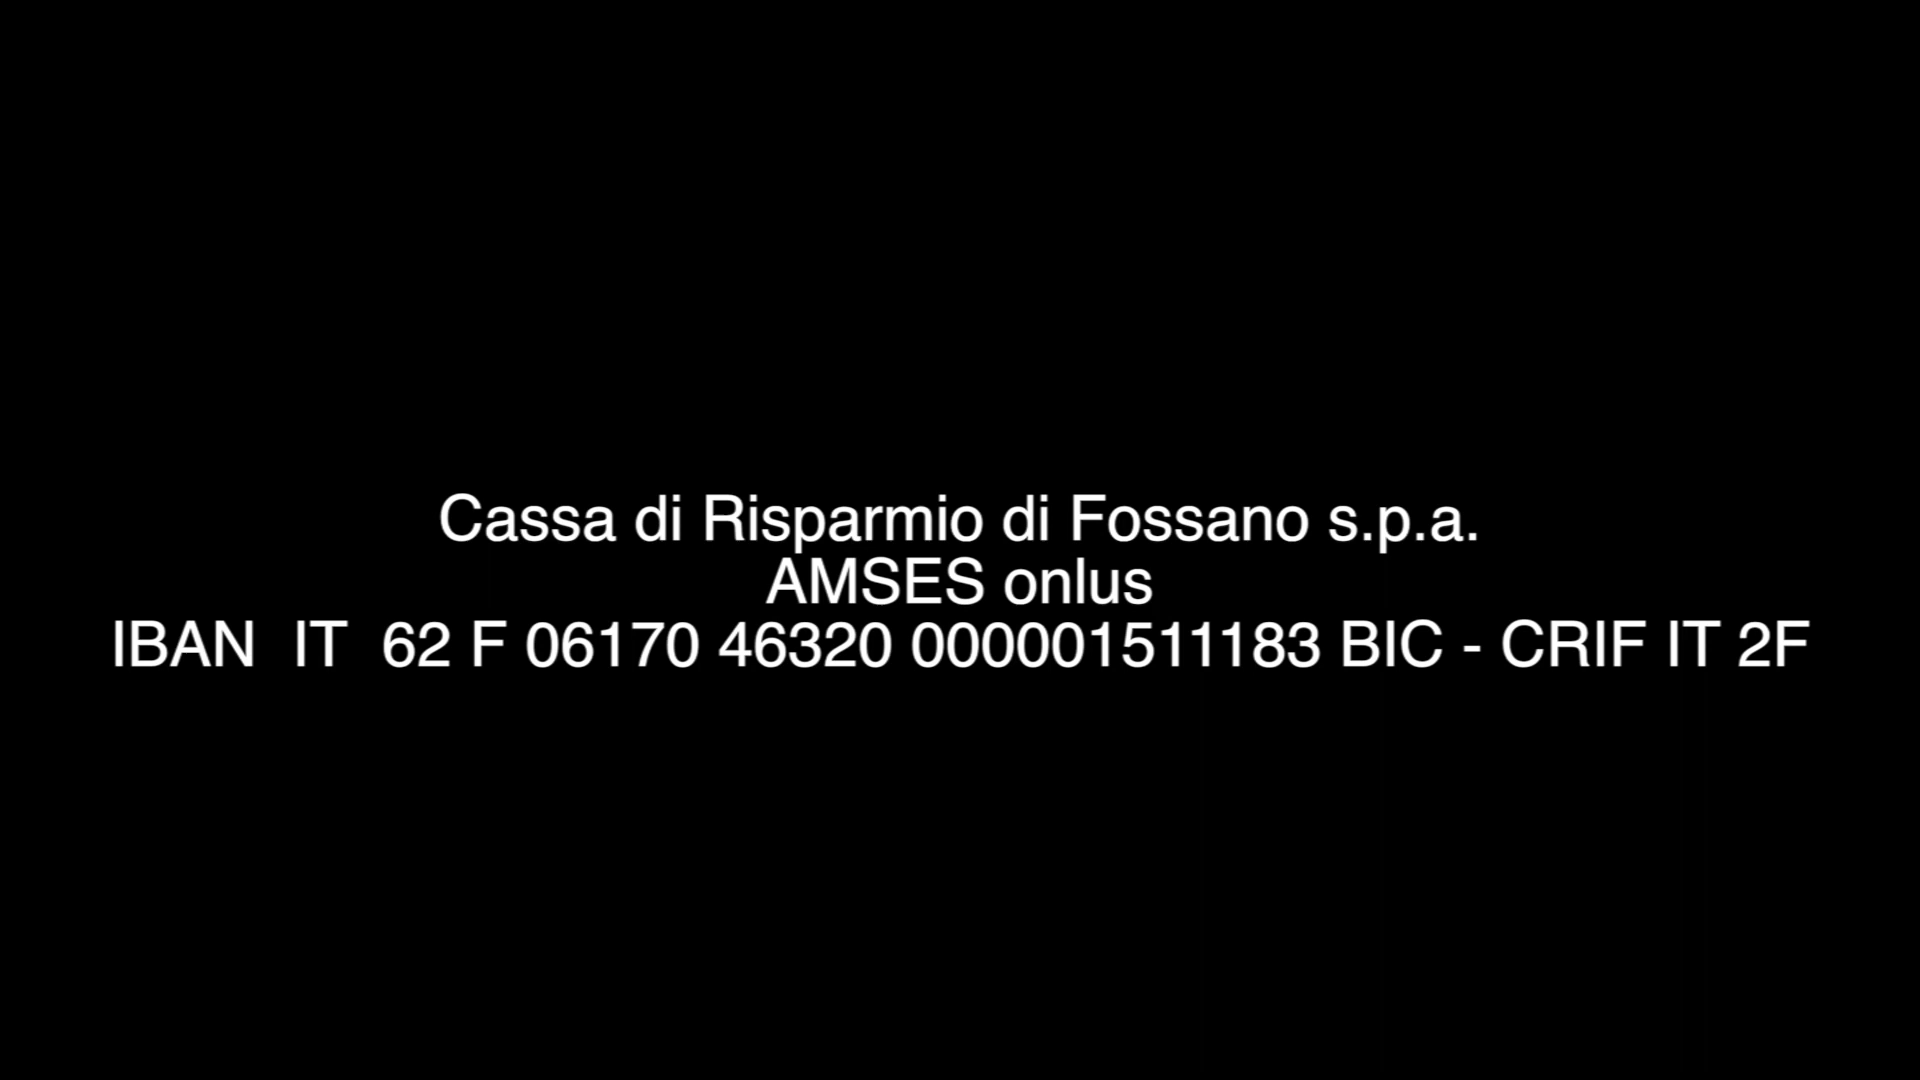 Cassa di Risparmio di Fossano s.p.a.
AMSES onlus
IBAN  IT  62 F 06170 46320 000001511183 BIC - CRIF IT 2F